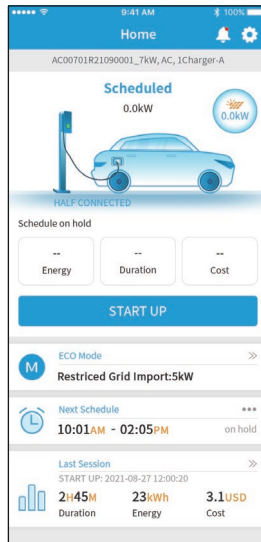 9:41 AM 100%
Home
AC00701R21090001_7kW, AC, 1Charger-A
Scheduled
0.0kW
0.0kW
HALF CONNECTED
Schedule on hold
-- -- --
Energy Duration Cost
START UP
M
ECO Mode >>
Restriced Grid Import:5kW
Next Schedule
10:01AM - 02:05PM on hold
Last Session >>
START UP: 2021-08-27 12:00:20
2H45M 23kWh 3.1USD
Duration Energy Cost